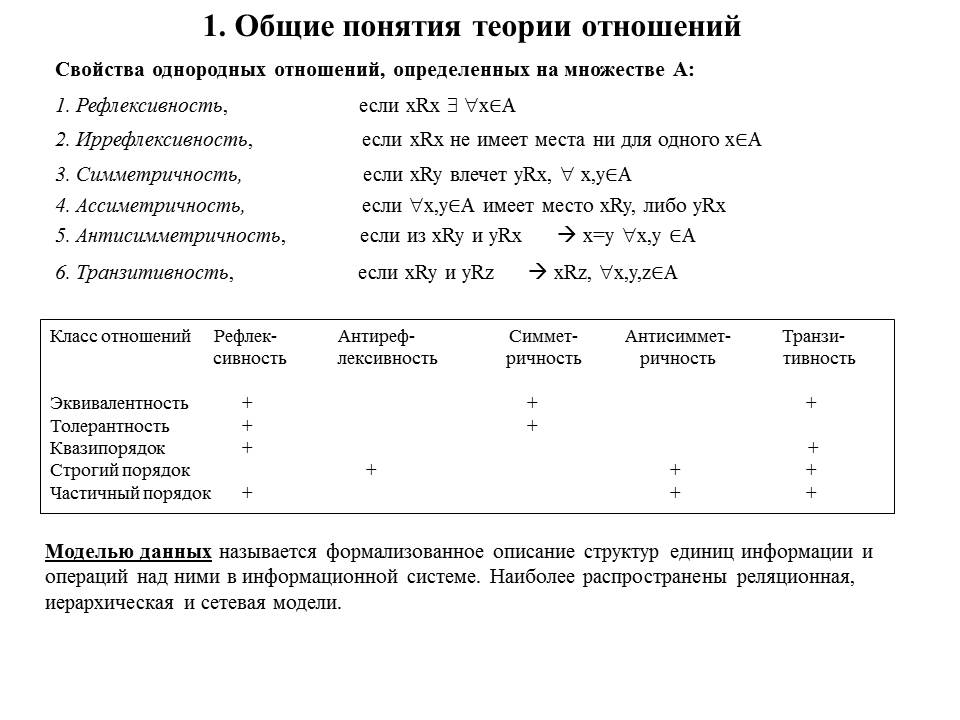 1. Общие понятия теории отношений
Свойства однородных отношений, определенных на множестве А:
1. Рефлексивность, если xRx ∃ ∀x∈A
2. Иррефлексивность, если xRx не имеет места ни для одного x∈A
3. Симметричность, если xRy влечет yRx, ∀ x,y∈A
4. Ассиметричность, если ∀x,y∈A имеет место xRy, либо yRx
5. Антисимметричность, если из xRy и yRx → x=y ∀x,y ∈A
6. Транзитивность, если xRy и yRz → xRz, ∀x,y,z∈A
Класс отношений Рефлек- Антиреф- Симмет- Антисиммет- Транзи-
сивность лексивность ричность ричность тивность
Эквивалентность + + +
Толерантность + +
Квазипорядок + +
Строгий порядок + + +
Частичный порядок + + +
Моделью данных называется формализованное описание структур единиц информации и
операций над ними в информационной системе. Наиболее распространены реляционная,
иерархическая и сетевая модели.